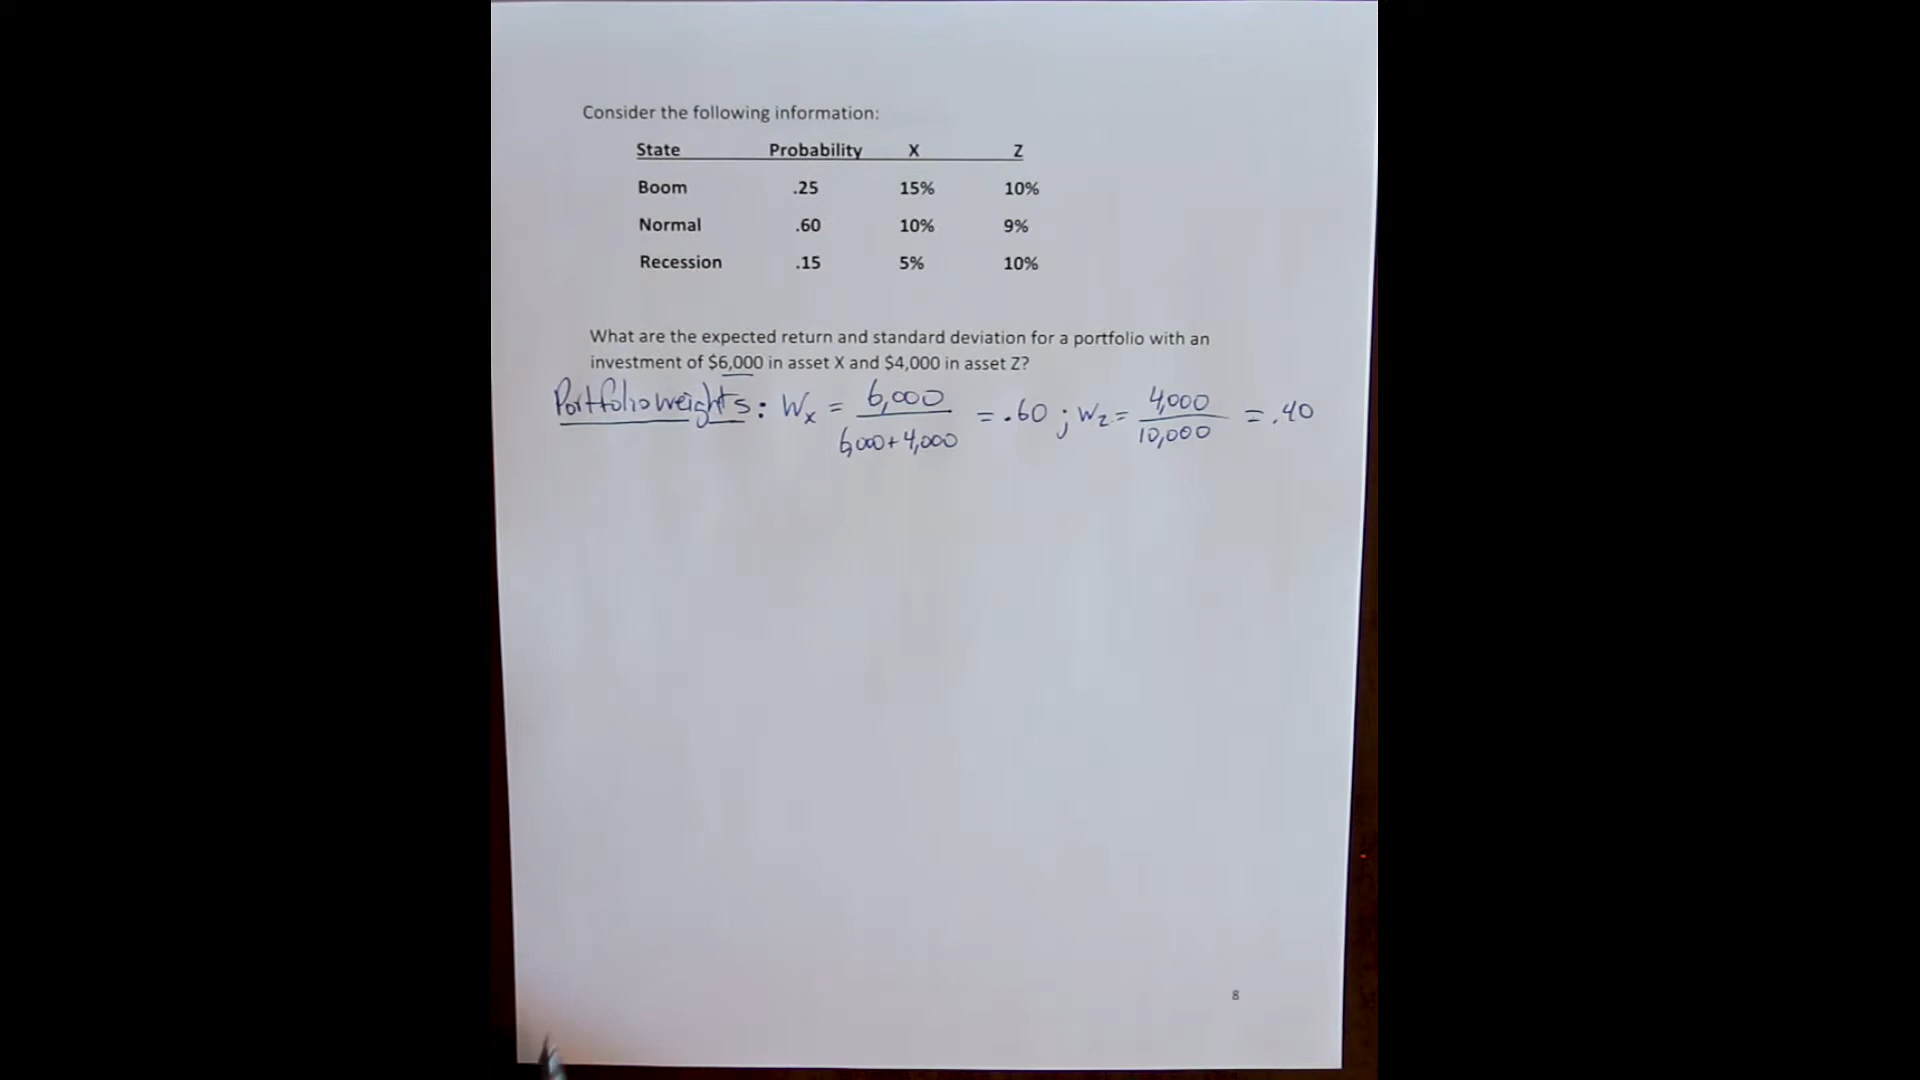 Consider the following information:
State Probability X Z
Boom .25 15% 10%
Normal .60 10% 9%
Recession .15 5% 10%
What are the expected return and standard deviation for a portfolio with an
investment of $6,000 in asset X and $4,000 in asset Z?
Portfolio weights: Wx = 6,000 / 6,000+4,000 = .60 ; Wz = 4,000 / 10,000 = .40
8